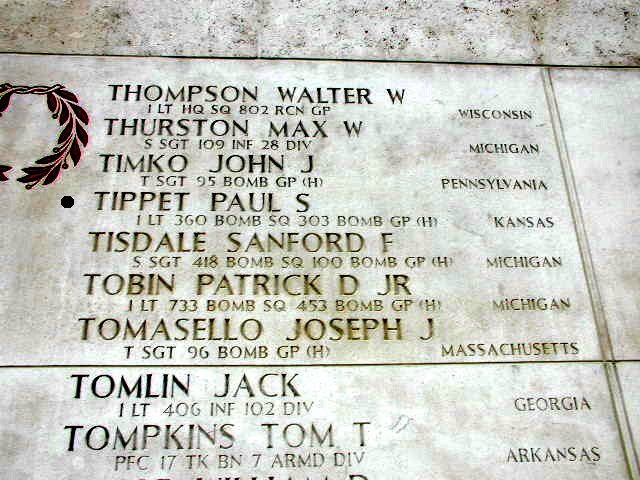 THOMPSON WALTER W
1 LT HQ SQ 802 RCN GP WISCONSIN
THURSTON MAX W
S SGT 109 INF 28 DIV MICHIGAN
TIMKO JOHN J
T SGT 95 BOMB GP (H) PENNSYLVANIA
TIPPET PAUL S
1 LT 360 BOMB SQ 303 BOMB GP (H) KANSAS
TISDALE SANFORD F
S SGT 418 BOMB SQ 100 BOMB GP (H) MICHIGAN
TOBIN PATRICK D JR
1 LT 733 BOMB SQ 453 BOMB GP (H) MICHIGAN
TOMASELLO JOSEPH J
T SGT 96 BOMB GP (H) MASSACHUSETTS
TOMLIN JACK
1 LT 406 INF 102 DIV GEORGIA
TOMPKINS TOM T
PFC 17 TK BN 7 ARMD DIV ARKANSAS
WILLIAM D